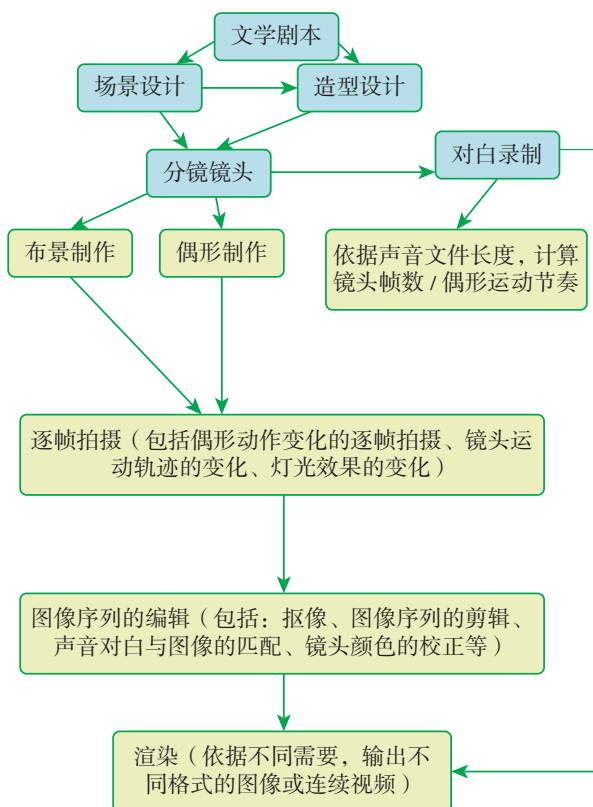 文学剧本
场景设计
造型设计
分镜镜头
对白录制
布景制作
偶形制作
依据声音文件长度，计算
镜头帧数 / 偶形运动节奏
逐帧拍摄（包括偶形动作变化的逐帧拍摄、镜头运
动轨迹的变化、灯光效果的变化）
图像序列的编辑（包括：抠像、图像序列的剪辑、
声音对白与图像的匹配、镜头颜色的校正等）
渲染（依据不同需要，输出不
同格式的图像或连续视频）